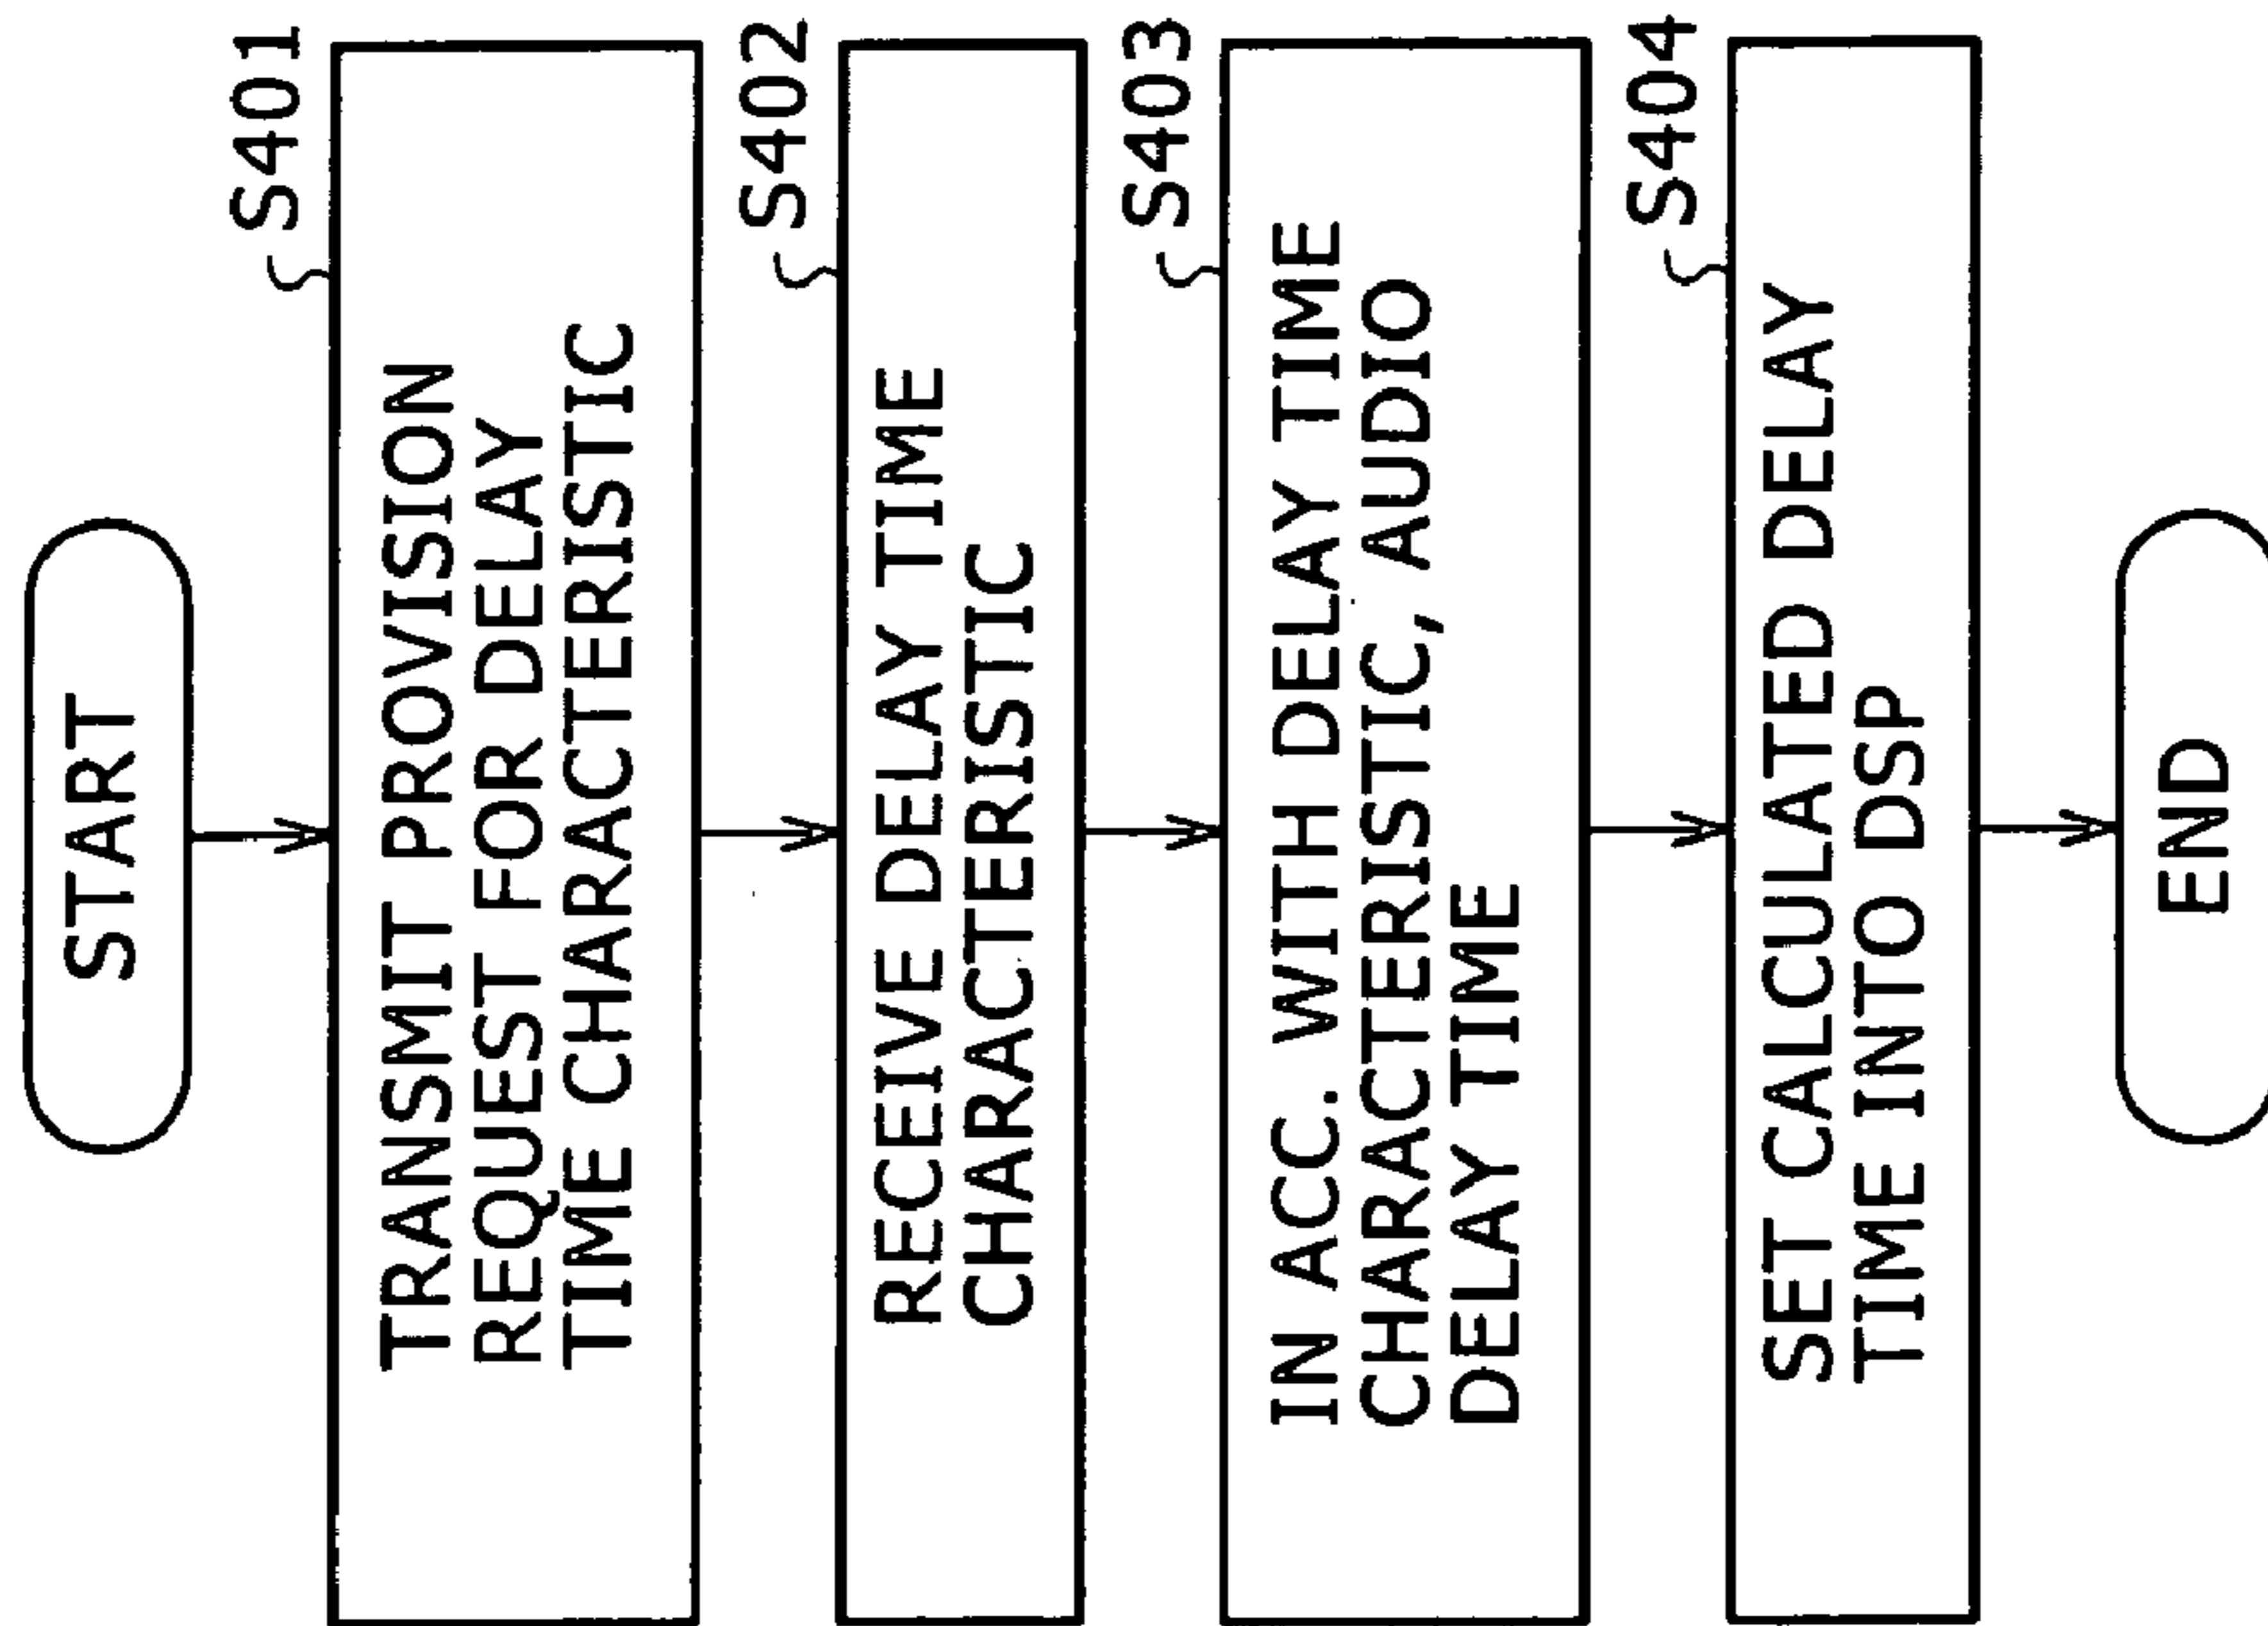 START
S401
TRANSMIT PROVISION
REQUEST FOR DELAY
TIME CHARACTERISTIC
S402
RECEIVE DELAY TIME
CHARACTERISTIC
S403
IN ACC. WITH DELAY TIME
CHARACTERISTIC, AUDIO
DELAY TIME
S404
SET CALCULATED DELAY
TIME INTO DSP
END